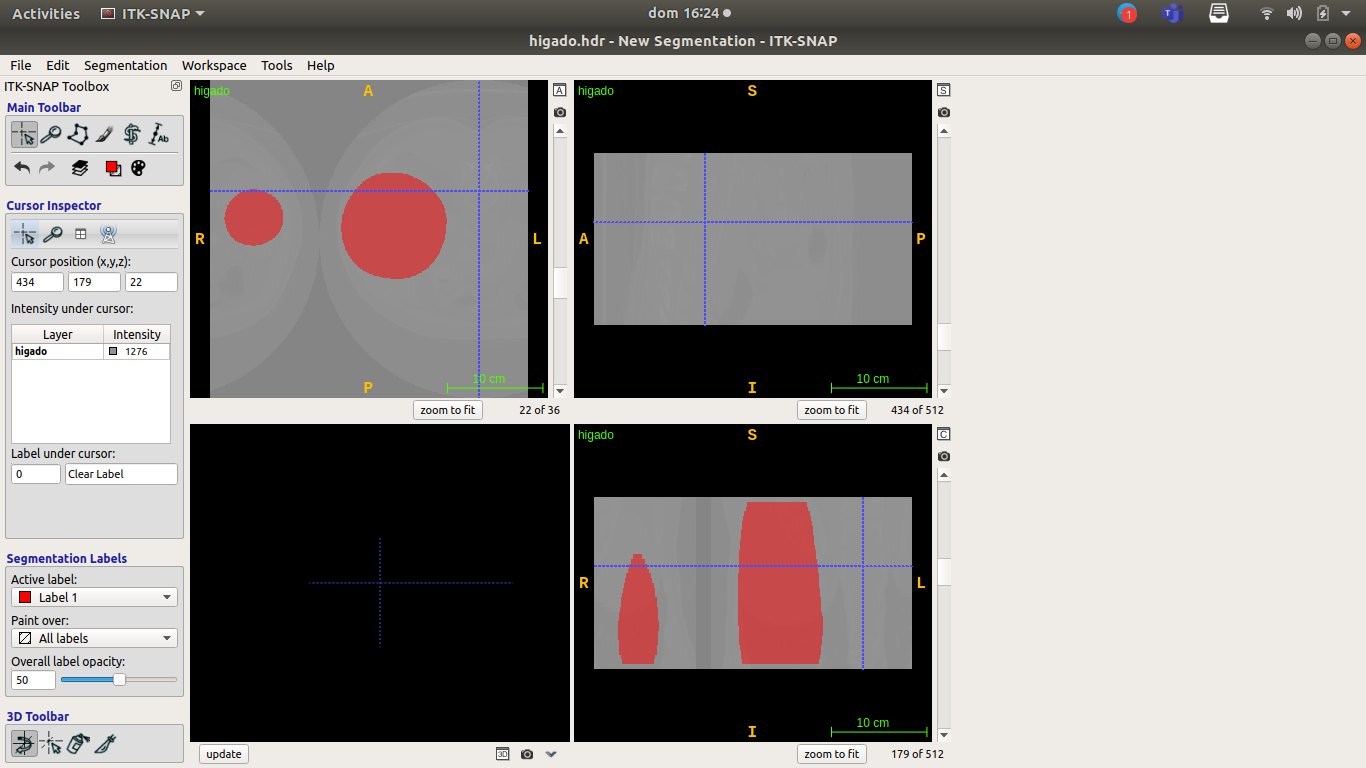 Activities ITK-SNAP dom 16:24 1
higado.hdr - New Segmentation - ITK-SNAP
File Edit Segmentation Workspace Tools Help
ITK-SNAP Toolbox
Main Toolbar
Ab
Cursor Inspector
Cursor position (x,y,z):
434 179 22
Intensity under cursor:
Layer Intensity
higado 1276
Label under cursor:
0 Clear Label
Segmentation Labels
Active label:
Label 1
Paint over:
All labels
Overall label opacity:
50
3D Toolbar
higado A A
R L
P 10 cm
zoom to fit 22 of 36
higado S S
A P
I 10 cm
zoom to fit 434 of 512
update 3D
higado S C
R L
I 10 cm
zoom to fit 179 of 512